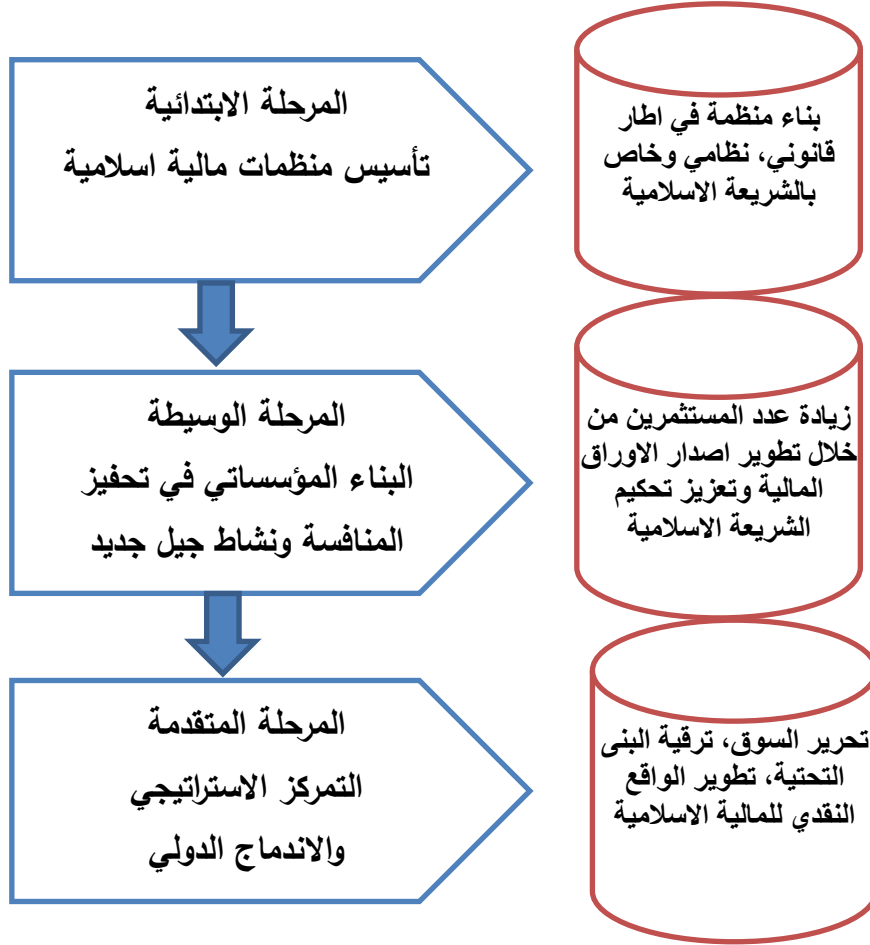 المرحلة الابتدائية
تأسيس منظمات مالية اسلامية
بناء منظمة في اطار
قانوني، نظامي وخاص
بالشريعة الاسلامية
المرحلة الوسيطة
البناء المؤسساتي في تحفيز
المنافسة ونشاط جيل جديد
زيادة عدد المستثمرين من
خلال تطوير اصدار الاوراق
المالية وتعزيز تحكيم
الشريعة الاسلامية
المرحلة المتقدمة
التمركز الاستراتيجي
والاندماج الدولي
تحرير السوق، ترقية البنى
التحتية، تطوير الواقع
النقدي للمالية الاسلامية